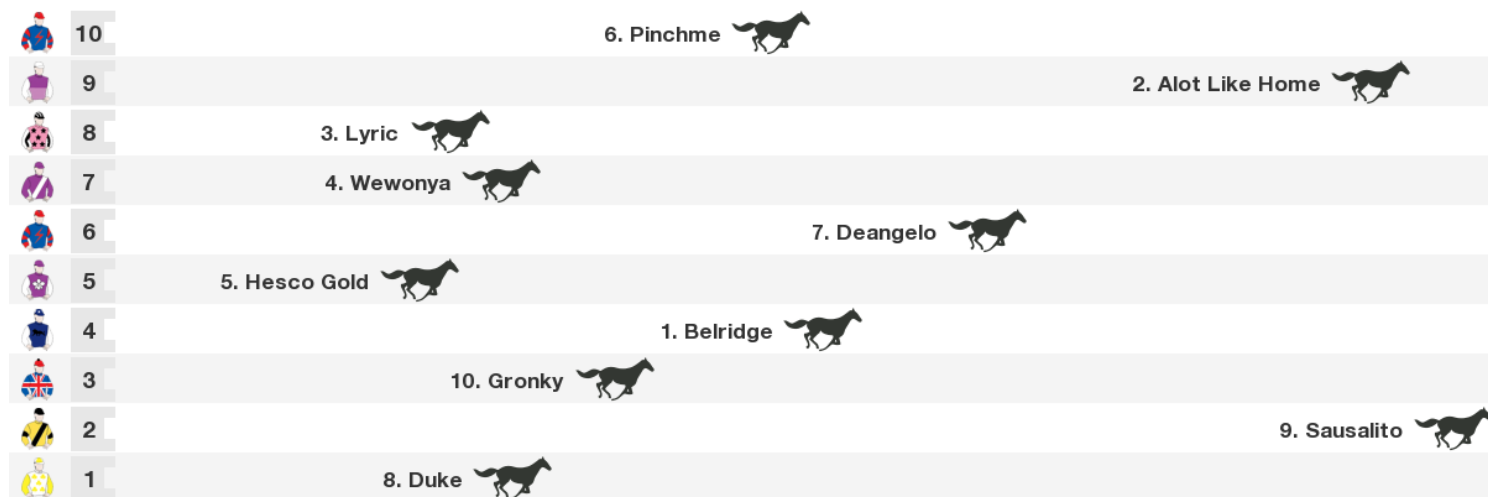 10 6. Pinchme
9 2. Alot Like Home
8 3. Lyric
7 4. Wewonya
6 7. Deangelo
5 5. Hesco Gold
4 1. Belridge
3 10. Gronky
2 9. Sausalito
1 8. Duke